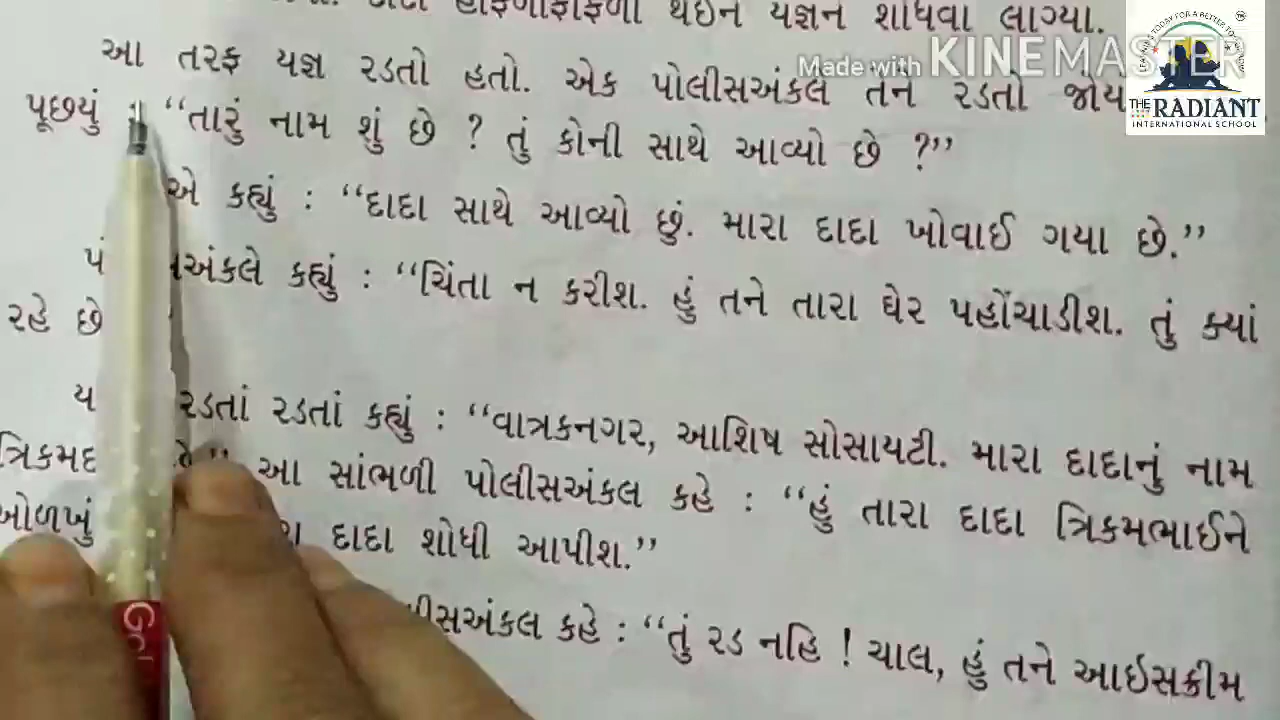 થઈને યજ્ઞને શોધવા લાગ્યા.
આ તરફ યજ્ઞ રડતો હતો. એક પોલીસઅંકલે તેને રડતો જોય
પૂછ્યું : “તારું નામ શું છે ? તું કોની સાથે આવ્યો છે ?”
એ કહ્યું : “દાદા સાથે આવ્યો છું. મારા દાદા ખોવાઈ ગયા છે.”
અંકલે કહ્યું : “ચિંતા ન કરીશ. હું તને તારા ઘેર પહોંચાડીશ. તું ક્યાં
રહે છે
રડતાં રડતાં કહ્યું : “વાત્રકનગર, આશિષ સોસાયટી. મારા દાદાનું નામ
ત્રિકમદ આ સાંભળી પોલીસઅંકલ કહે : “હું તારા દાદા ત્રિકમભાઈને
ઓળખું દાદા શોધી આપીશ.”
લીસઅંકલ કહે : “તું રડ નહિ ! ચાલ, હું તને આઇસક્રીમ
Made with KINEMASTER
THE RADIANT
INTERNATIONAL SCHOOL